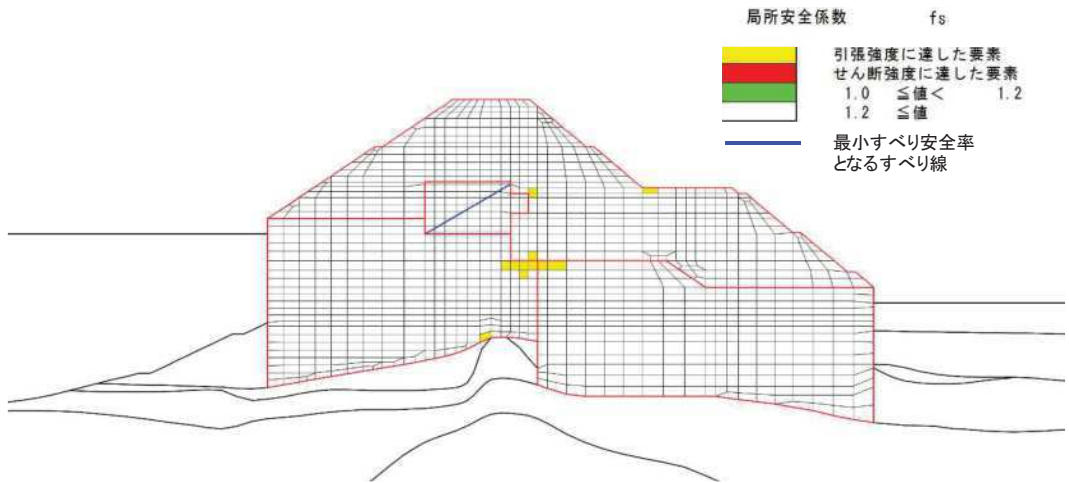 局所安全係数 fs
引張強度に達した要素
せん断強度に達した要素
1.0 ≦値< 1.2
1.2 ≦値
最小すべり安全率
となるすべり線